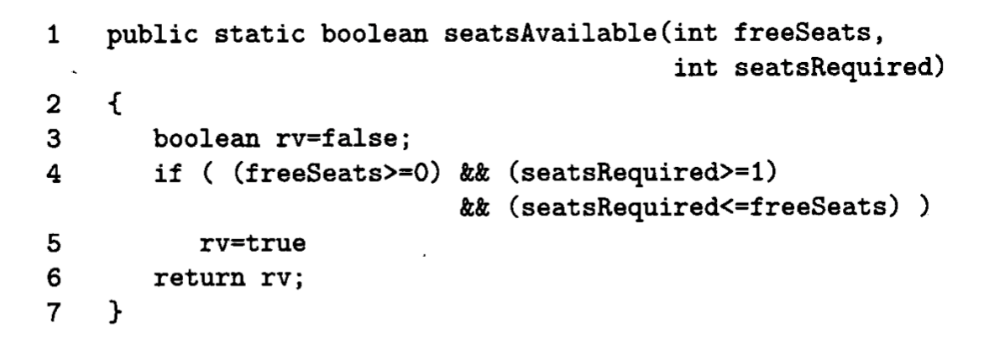 1 public static boolean seatsAvailable(int freeSeats,
int seatsRequired)
2 {
3 boolean rv=false;
4 if ( (freeSeats>=0) && (seatsRequired>=1)
&& (seatsRequired<=freeSeats) )
5 rv=true
6 return rv;
7 }